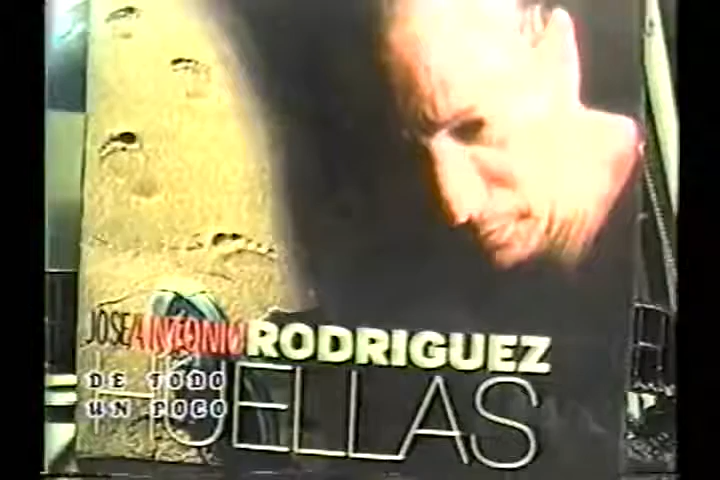 JOSE ANTONIO RODRIGUEZ
HUELLAS
DE TODO
UN POCO